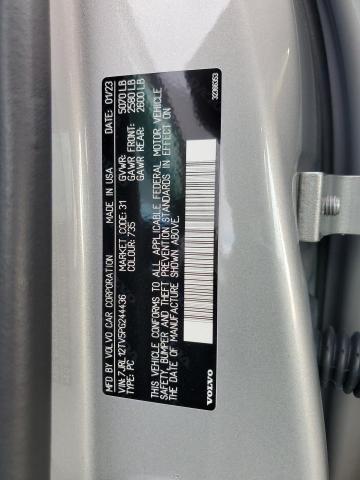 MFD BY VOLVO CAR CORPORATION MADE IN USA DATE: 01/23
VIN: 7JRL12TV5PG244436 MARKET CODE: 31 GVWR: 5070 LB
TYPE: PC COLOUR: 735 GAWR FRONT: 2580 LB
GAWR REAR: 2600 LB
THIS VEHICLE CONFORMS TO ALL APPLICABLE FEDERAL MOTOR VEHICLE
SAFETY, BUMPER AND THEFT PREVENTION STANDARDS IN EFFECT ON
THE DATE OF MANUFACTURE SHOWN ABOVE.
VOLVO 32266353